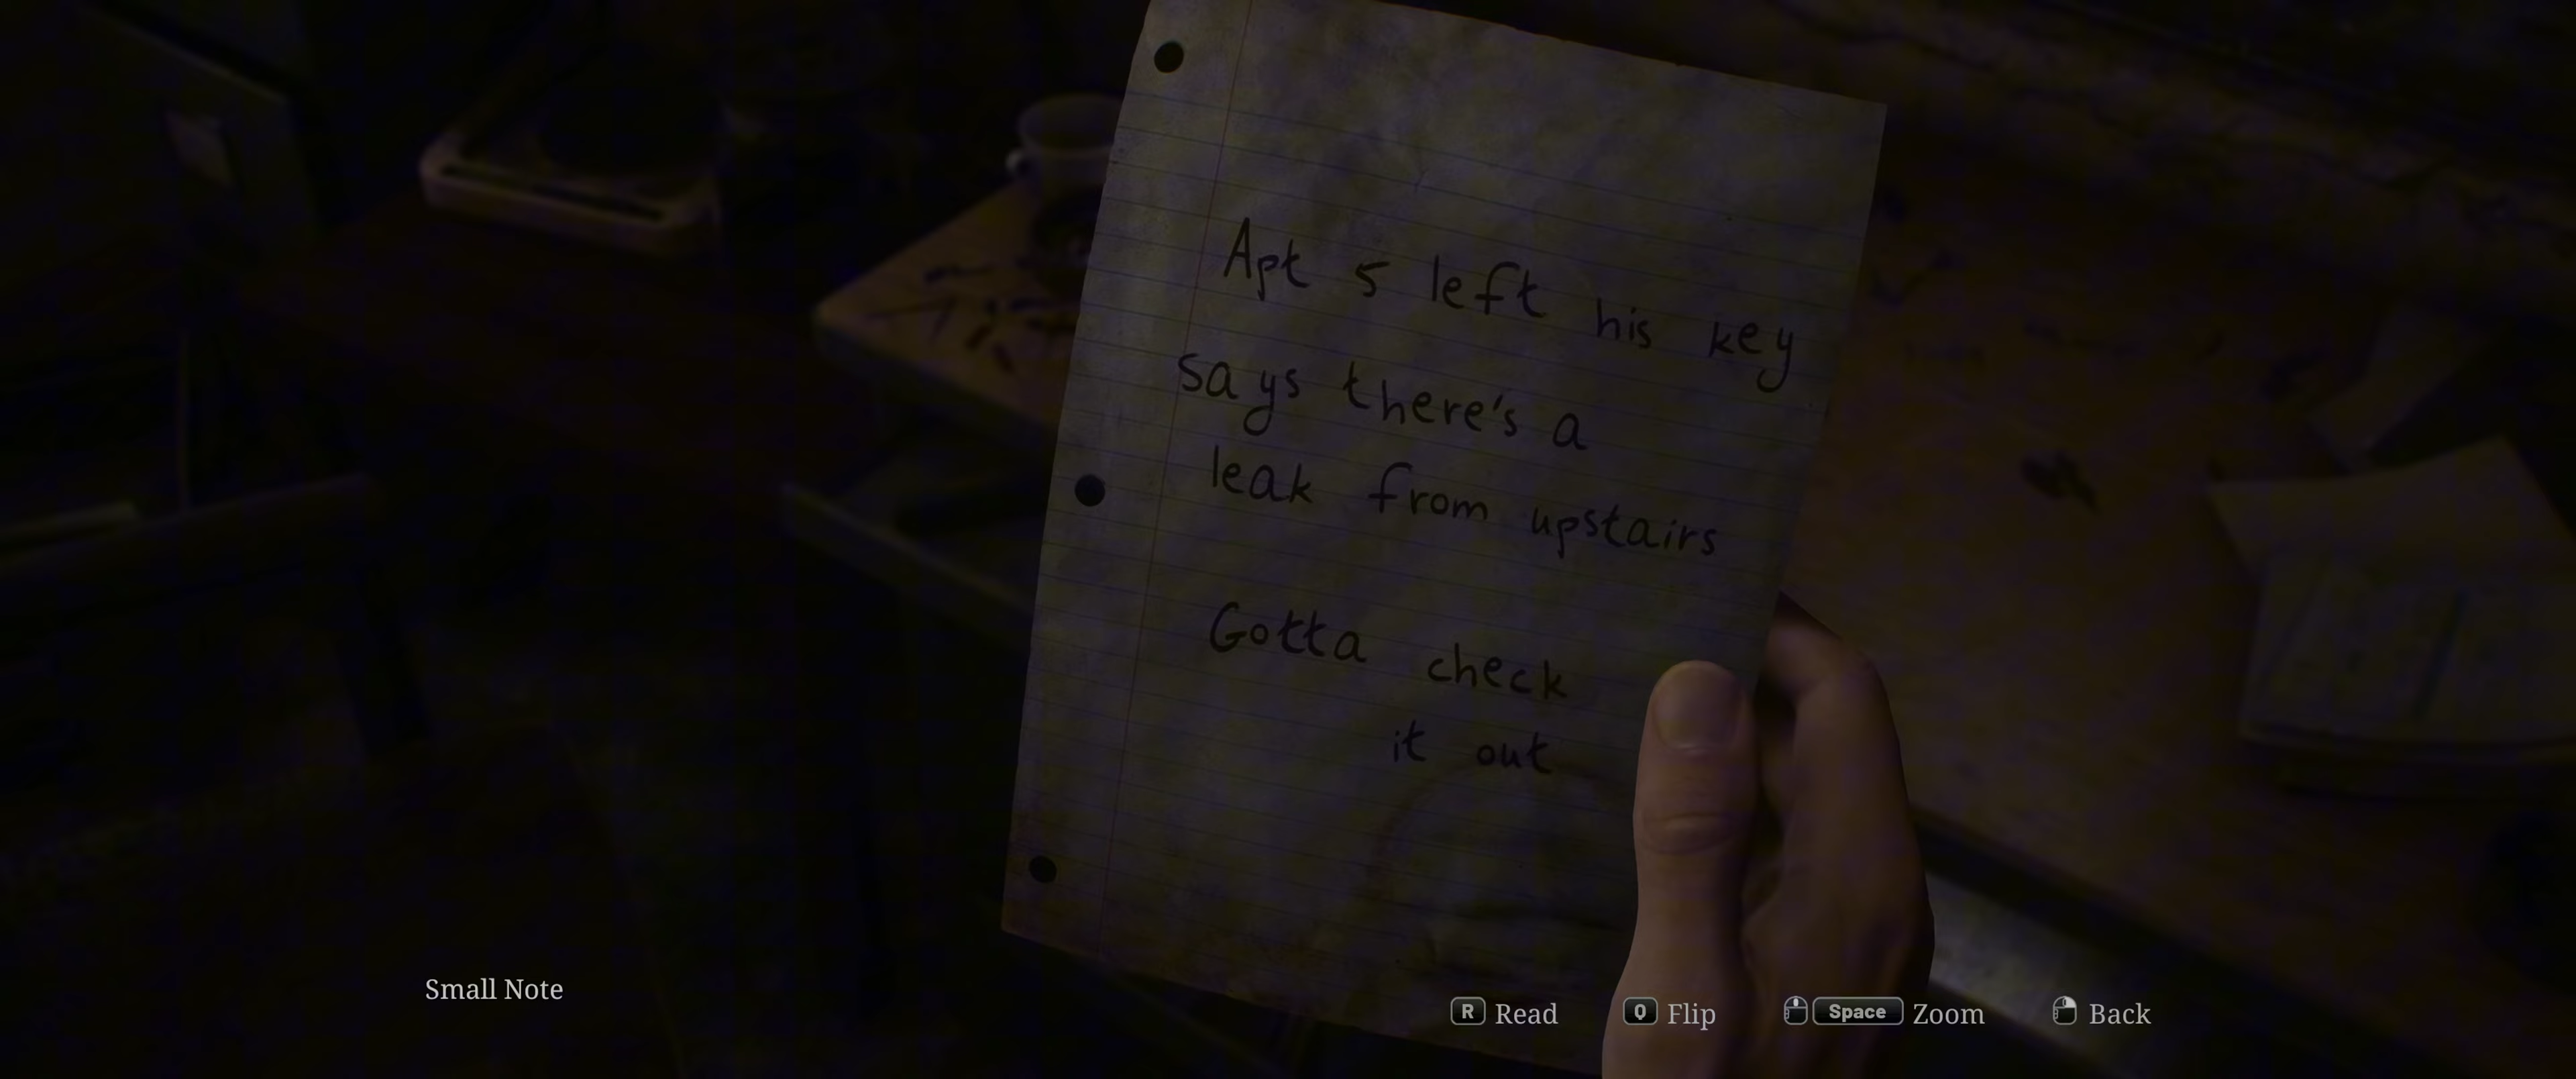 Apt 5 left his key
says there's a
leak from upstairs
Gotta check
it out
Small Note
R Read Q Flip Space Zoom Back